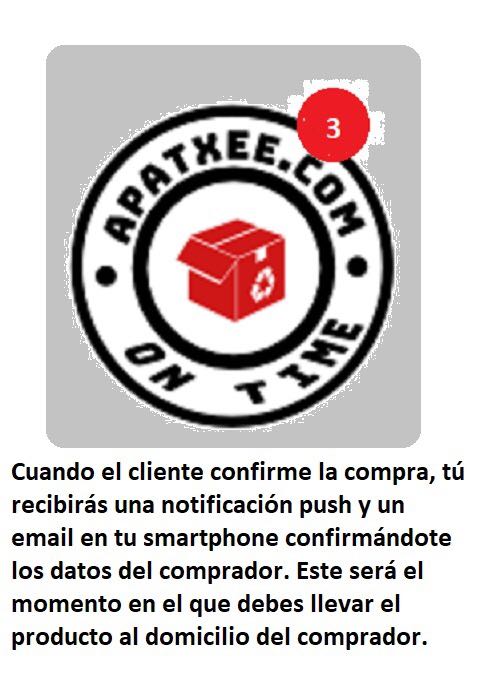 3
APATXEE.COM
ON TIME
Cuando el cliente confirme la compra, tú
recibirás una notificación push y un
email en tu smartphone confirmándote
los datos del comprador. Este será el
momento en el que debes llevar el
producto al domicilio del comprador.